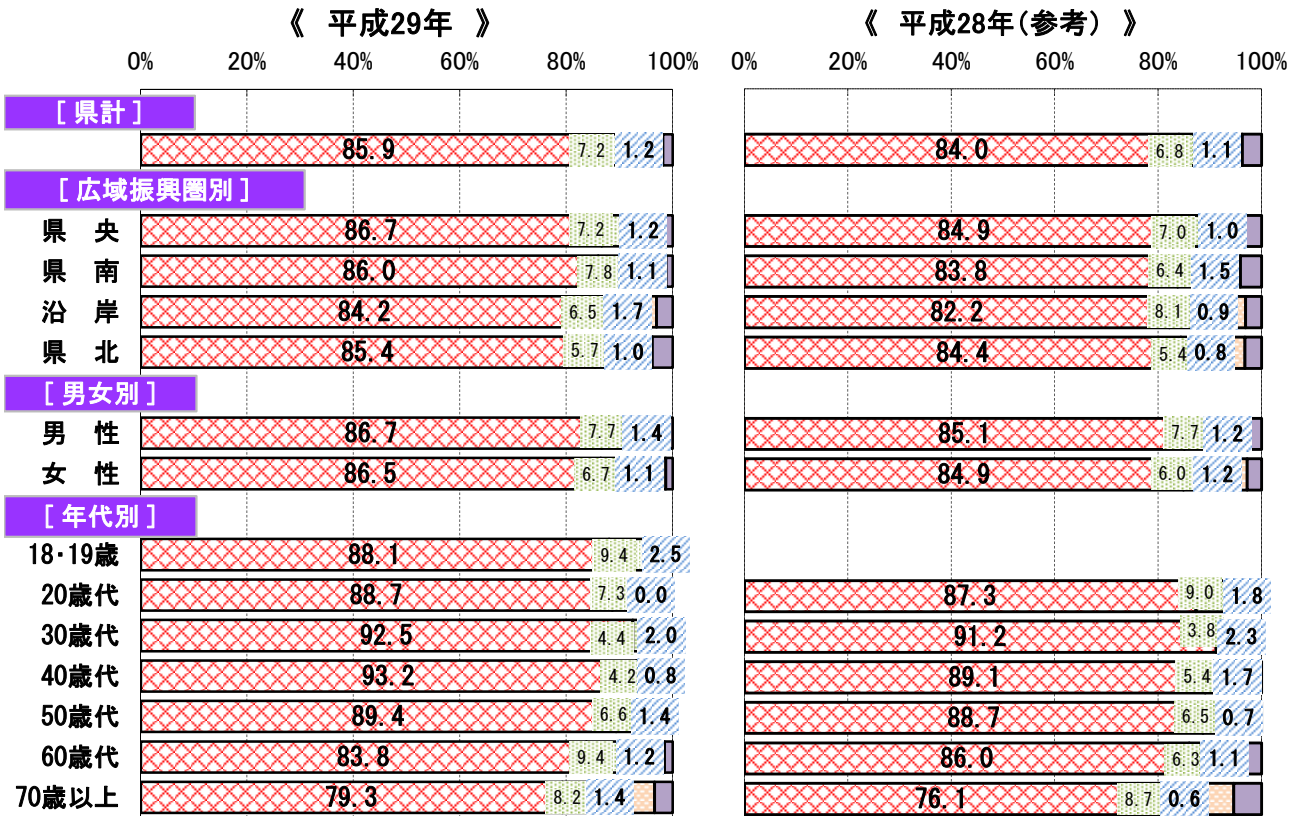 《 平成29年 》 《 平成28年(参考) 》
0% 20% 40% 60% 80% 100% 0% 20% 40% 60% 80% 100%
[ 県計 ]
85.9 7.2 1.2 84.0 6.8 1.1
[ 広域振興圏別 ]
県 央 86.7 7.2 1.2 84.9 7.0 1.0
県 南 86.0 7.8 1.1 83.8 6.4 1.5
沿 岸 84.2 6.5 1.7 82.2 8.1 0.9
県 北 85.4 5.7 1.0 84.4 5.4 0.8
[ 男女別 ]
男 性 86.7 7.7 1.4 85.1 7.7 1.2
女 性 86.5 6.7 1.1 84.9 6.0 1.2
[ 年代別 ]
18・19歳 88.1 9.4 2.5
20歳代 88.7 7.3 0.0 87.3 9.0 1.8
30歳代 92.5 4.4 2.0 91.2 3.8 2.3
40歳代 93.2 4.2 0.8 89.1 5.4 1.7
50歳代 89.4 6.6 1.4 88.7 6.5 0.7
60歳代 83.8 9.4 1.2 86.0 6.3 1.1
70歳以上 79.3 8.2 1.4 76.1 8.7 0.6